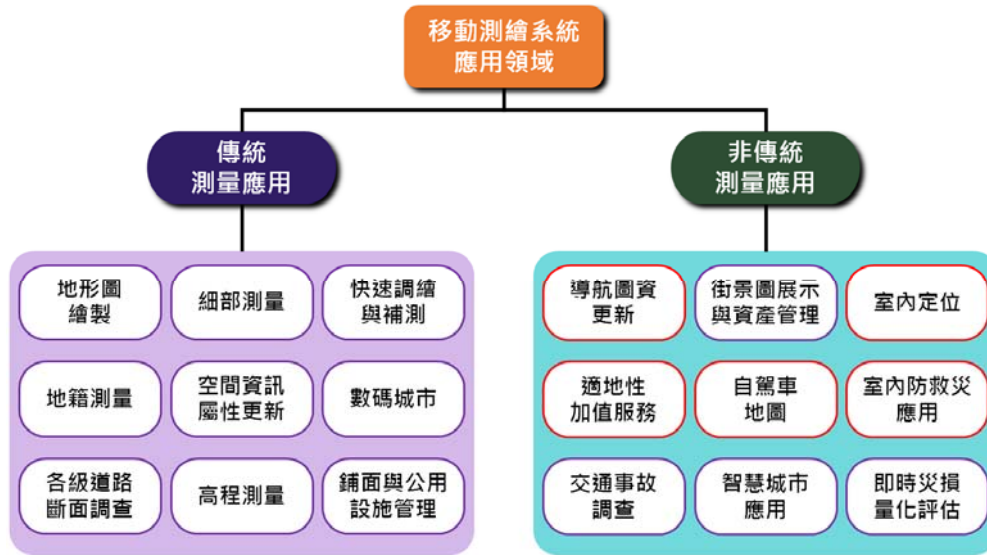 移動測繪系統
應用領域
傳統
測量應用
非傳統
測量應用
地形圖
繪製
細部測量
快速調繪
與補測
地籍測量
空間資訊
屬性更新
數碼城市
各級道路
斷面調查
高程測量
鋪面與公用
設施管理
導航圖資
更新
街景圖展示
與資產管理
室內定位
適地性
加值服務
自駕車
地圖
室內防救災
應用
交通事故
調查
智慧城市
應用
即時災損
量化評估